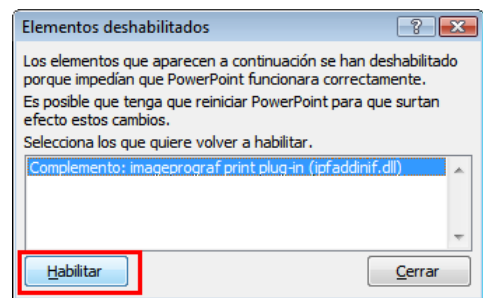 Elementos deshabilitados
Los elementos que aparecen a continuación se han deshabilitado
porque impedían que PowerPoint funcionara correctamente.
Es posible que tenga que reiniciar PowerPoint para que surtan
efecto estos cambios.
Selecciona los que quiere volver a habilitar.
Complemento: imageprograf print plug-in (ipfaddinif.dll)
Habilitar
Cerrar